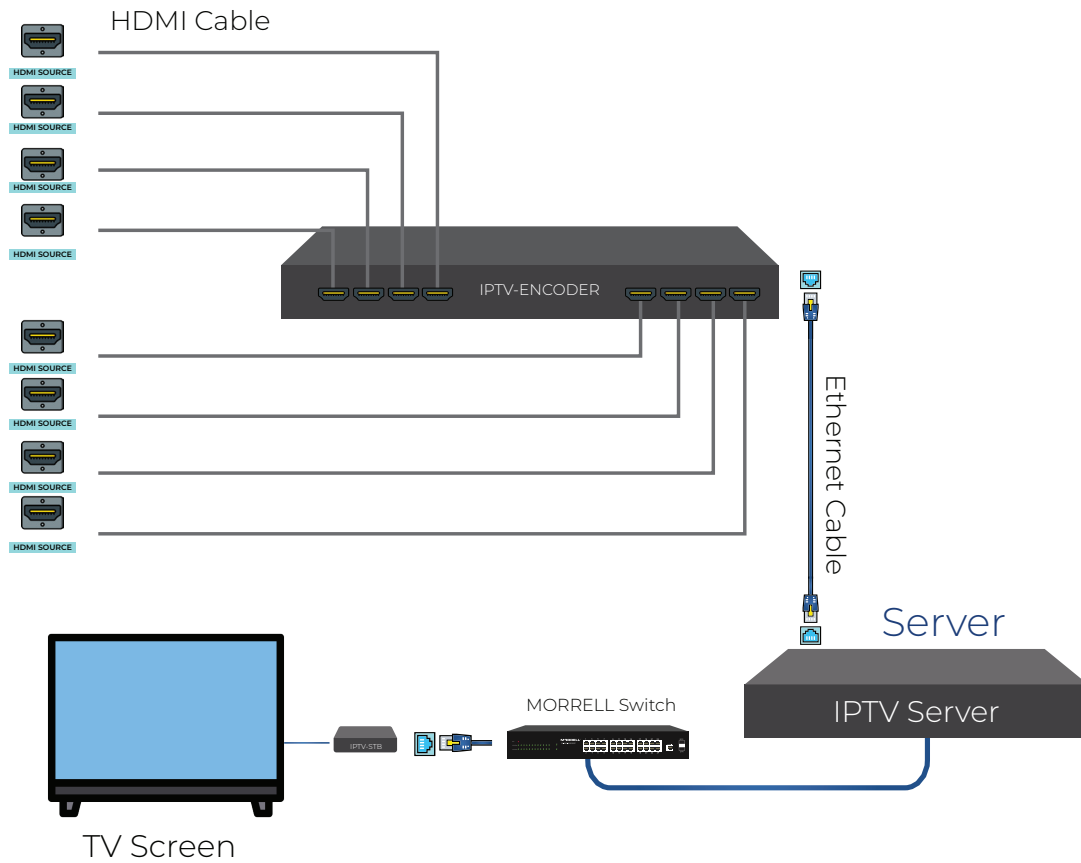 HDMI Cable
HDMI SOURCE
HDMI SOURCE
HDMI SOURCE
HDMI SOURCE
IPTV-ENCODER
HDMI SOURCE
HDMI SOURCE
HDMI SOURCE
HDMI SOURCE
Ethernet Cable
Server
IPTV Server
MORRELL Switch
MORRELL
IPTV-STB
TV Screen